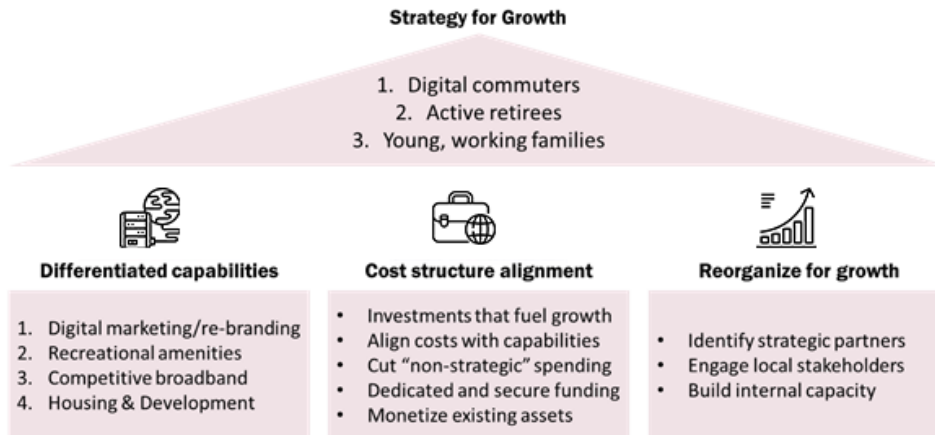 Strategy for Growth
1. Digital commuters
2. Active retirees
3. Young, working families
Differentiated capabilities
1. Digital marketing/re-branding
2. Recreational amenities
3. Competitive broadband
4. Housing & Development
Cost structure alignment
• Investments that fuel growth
• Align costs with capabilities
• Cut “non-strategic” spending
• Dedicated and secure funding
• Monetize existing assets
Reorganize for growth
• Identify strategic partners
• Engage local stakeholders
• Build internal capacity